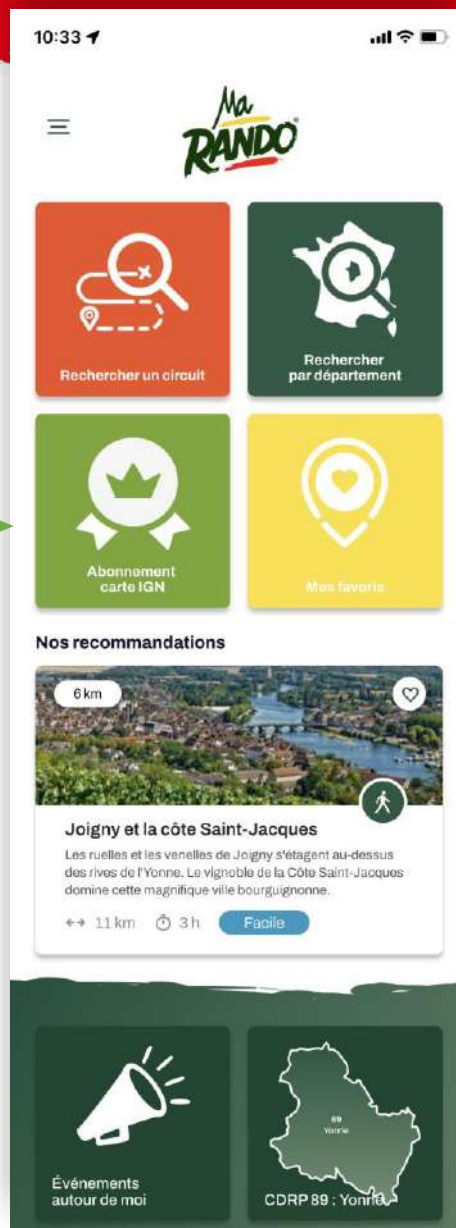 10:33
Ma
RANDO
Rechercher un circuit
Rechercher
par département
Abonnement
carte IGN
Mes favoris
Nos recommandations
6 km
Joigny et la côte Saint-Jacques
Les ruelles et les venelles de Joigny s'étagent au-dessus
des rives de l'Yonne. Le vignoble de la Côte Saint-Jacques
domine cette magnifique ville bourguignonne.
11 km 3 h Facile
Événements
autour de moi
89
Yonne
CDRP 89 : Yonne